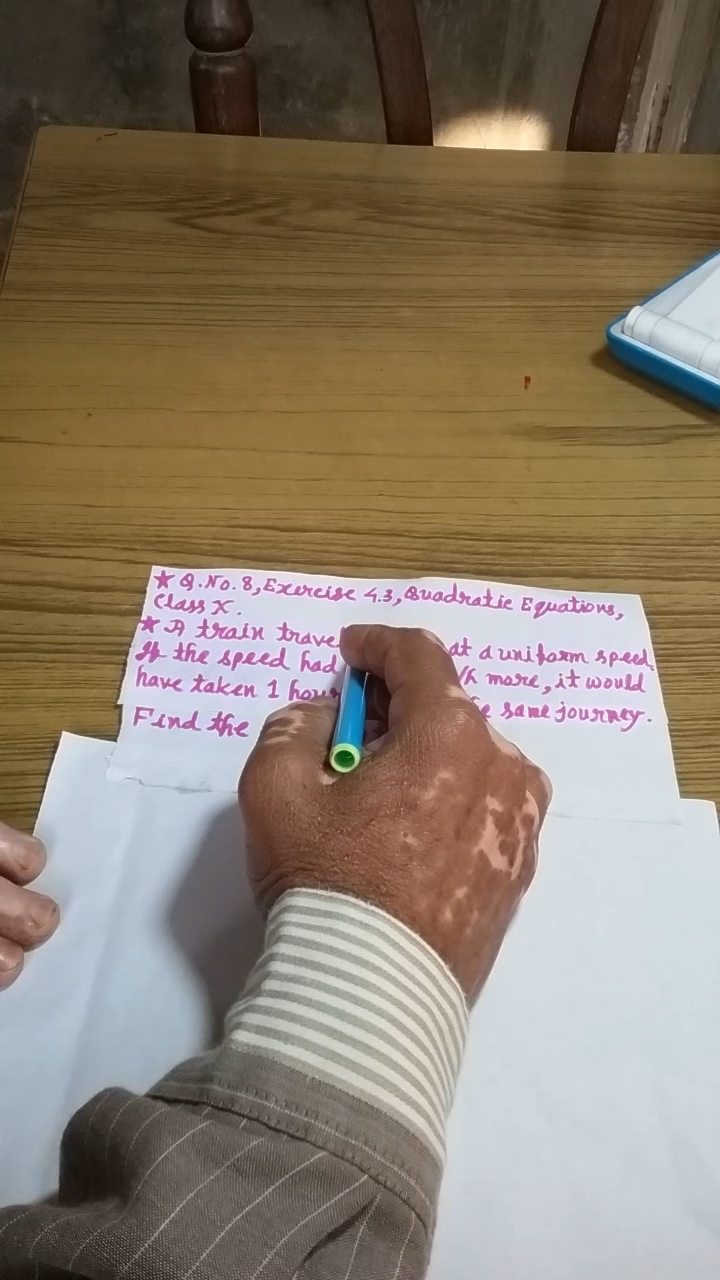 ★ Q.No. 8, Exercise 4.3, Quadratic Equations,
Class X.
★ A train trave at a uniform speed.
If the speed had /h more, it would
have taken 1 hou same journey.
Find the